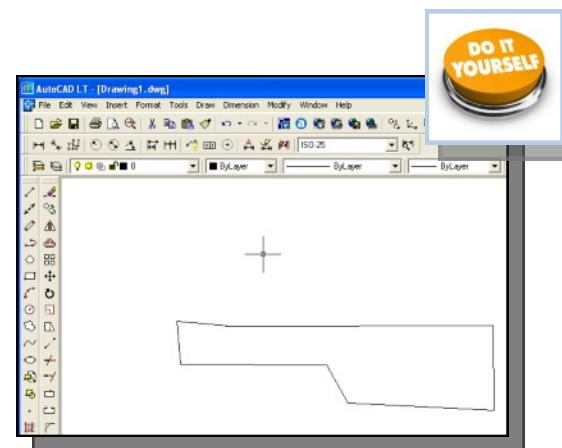 DO IT
YOURSELF
AutoCAD LT - [Drawing1.dwg]
File Edit View Insert Format Tools Draw Dimension Modify Window Help
ISO-25
0 ByLayer ByLayer ByLayer